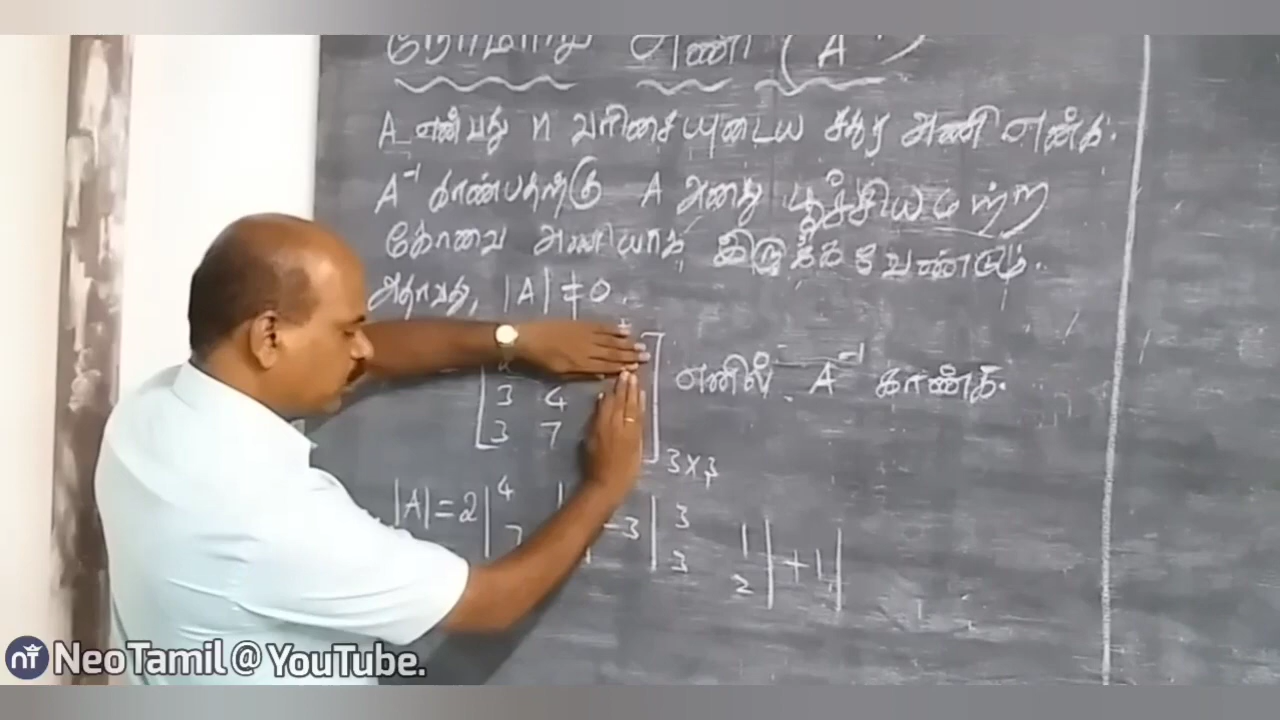 நேர்மாறு அணி (A⁻¹)
A என்பது n வரிசையுடைய சதுர அணி என்க.
A⁻¹ காண்பதற்கு A ஆனது பூச்சியமற்ற
கோவை அணியாக இருக்க வேண்டும்.
அதாவது, |A| ≠ 0.
3 4
3 7
3×3
எனில் A⁻¹ காண்க.
|A| = 2 | 4 1
7
-3 | 3 1
3 2 | +1 |
NeoTamil @ YouTube.